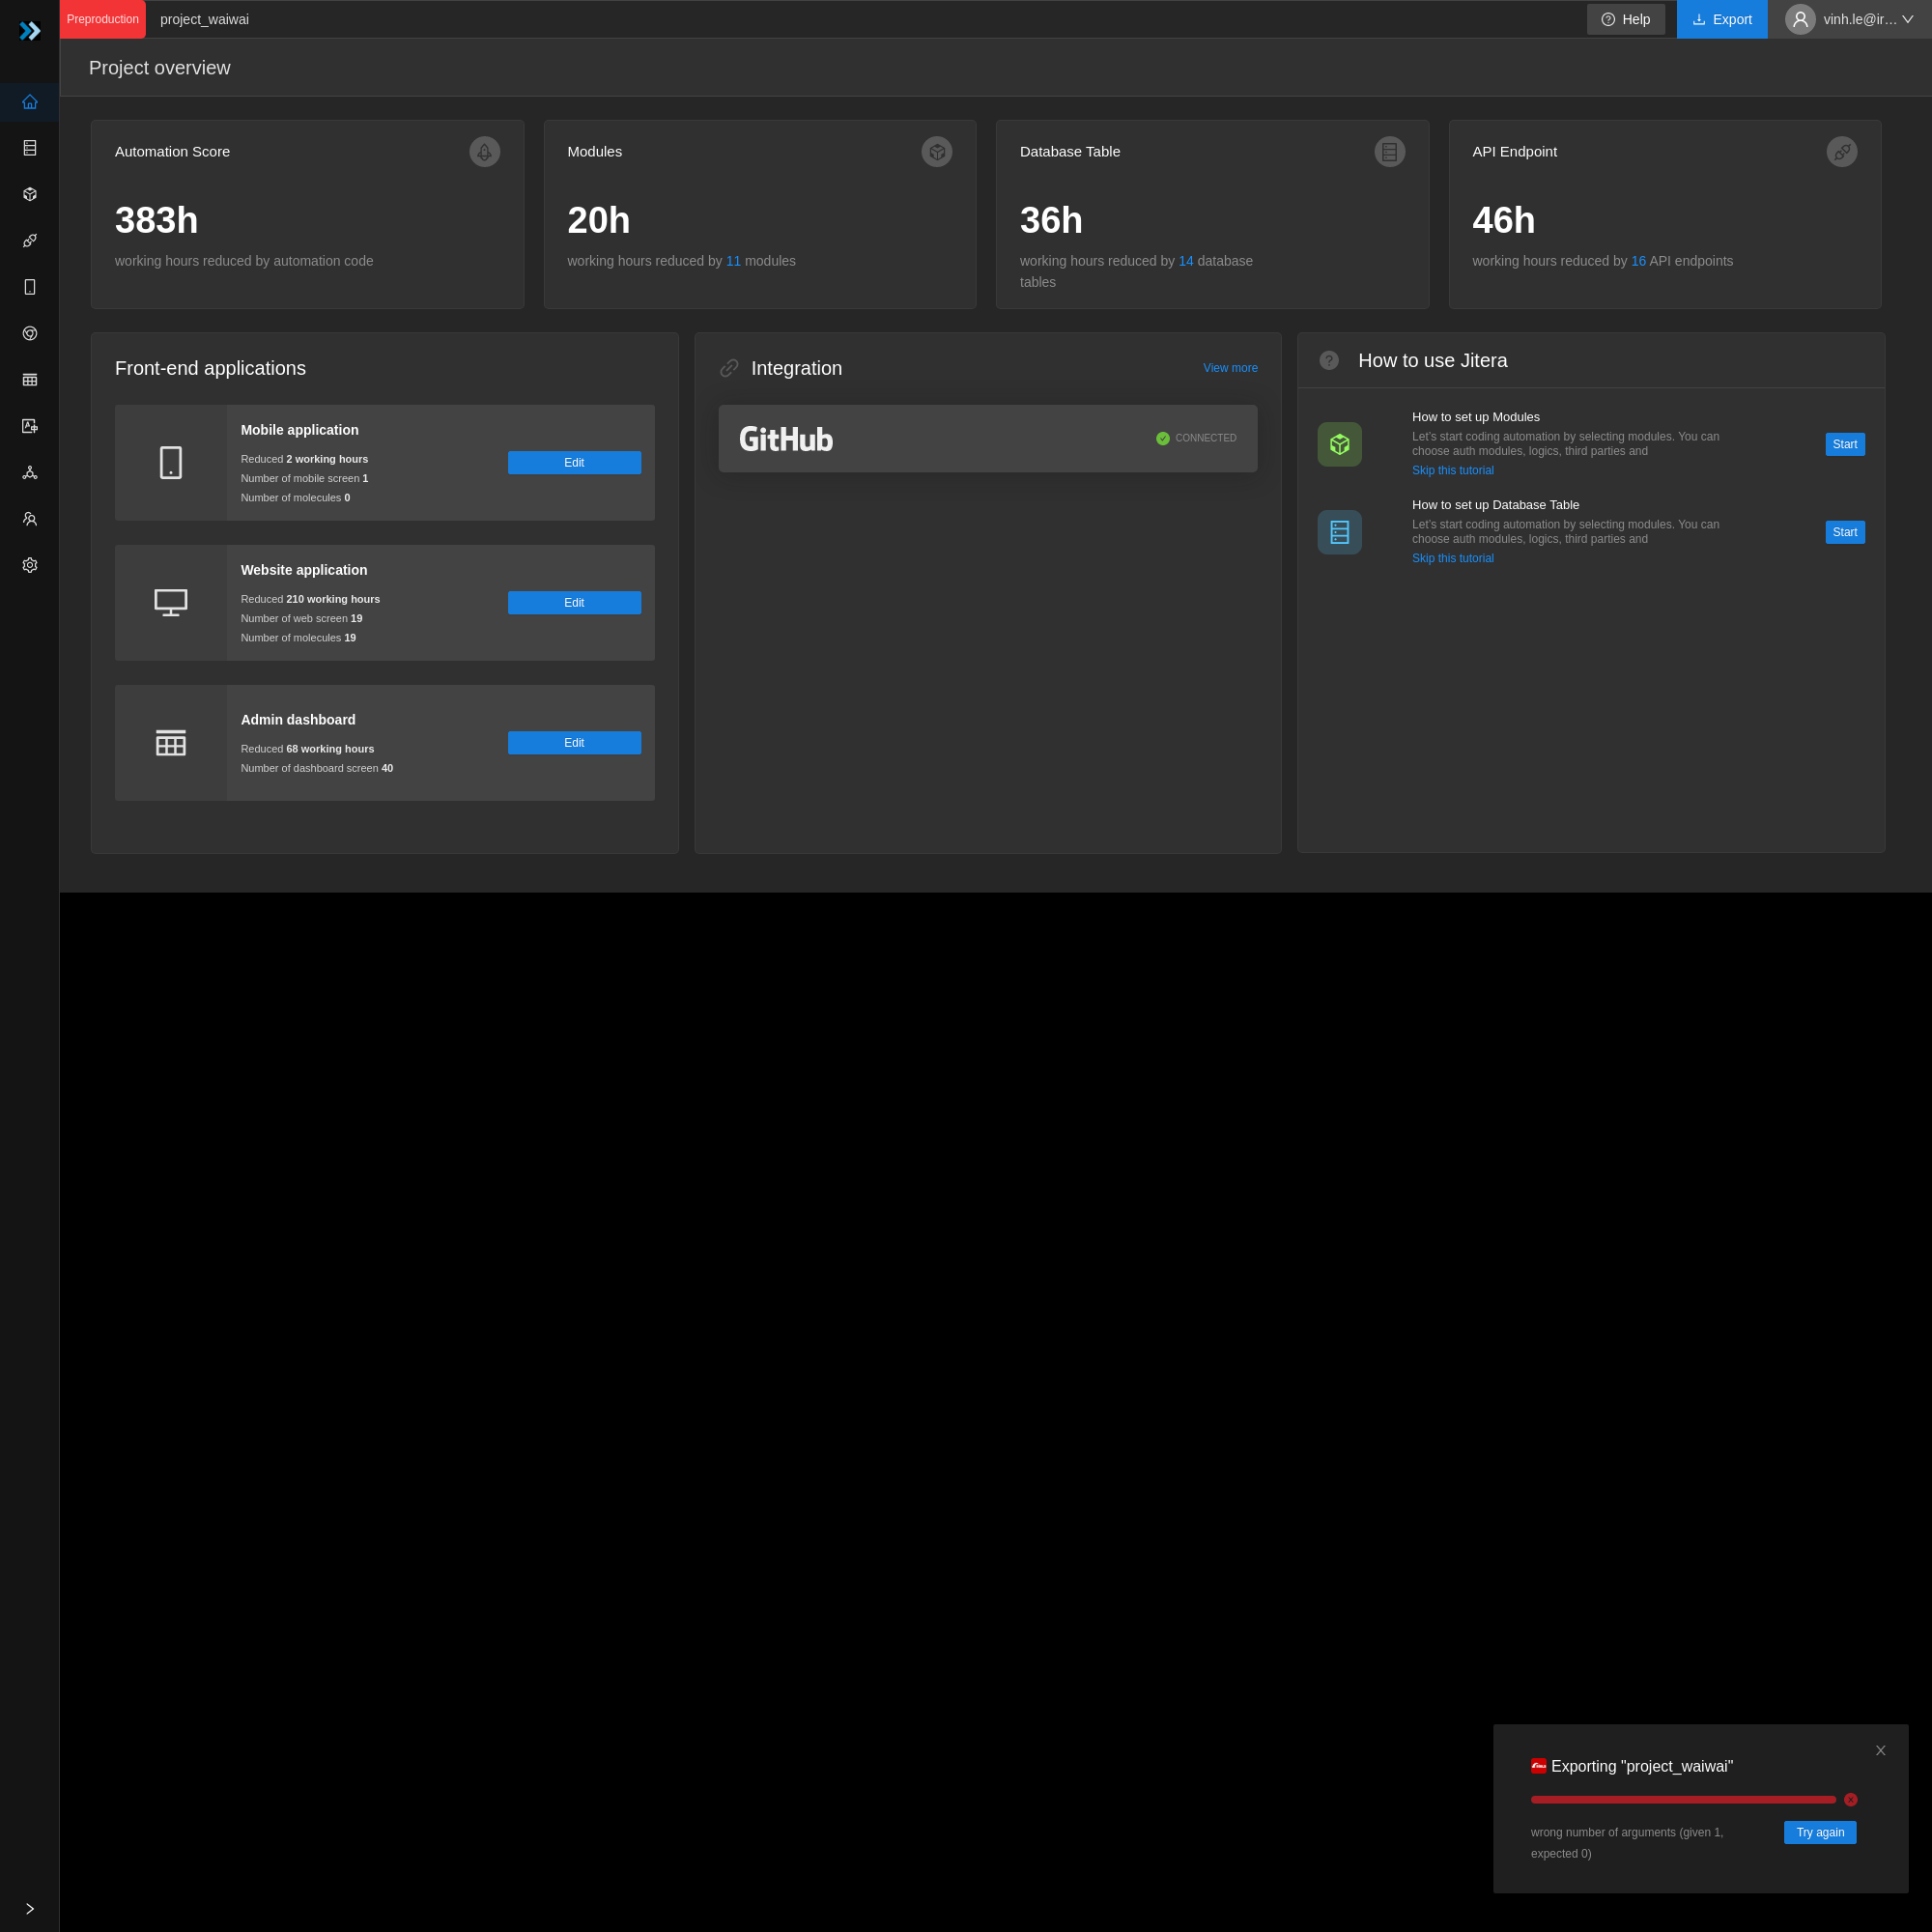 Preproduction
project_waiwai
Help
Export
vinh.le@ir…
Project overview
Automation Score
383h
working hours reduced by automation code
Modules
20h
working hours reduced by 11 modules
Database Table
36h
working hours reduced by 14 database
tables
API Endpoint
46h
working hours reduced by 16 API endpoints
Front-end applications
Mobile application
Reduced 2 working hours
Number of mobile screen 1
Number of molecules 0
Edit
Website application
Reduced 210 working hours
Number of web screen 19
Number of molecules 19
Edit
Admin dashboard
Reduced 68 working hours
Number of dashboard screen 40
Edit
Integration
View more
GitHub
CONNECTED
How to use Jitera
How to set up Modules
Let's start coding automation by selecting modules. You can
choose auth modules, logics, third parties and
Skip this tutorial
Start
How to set up Database Table
Let's start coding automation by selecting modules. You can
choose auth modules, logics, third parties and
Skip this tutorial
Start
Exporting "project_waiwai"
wrong number of arguments (given 1,
expected 0)
Try again